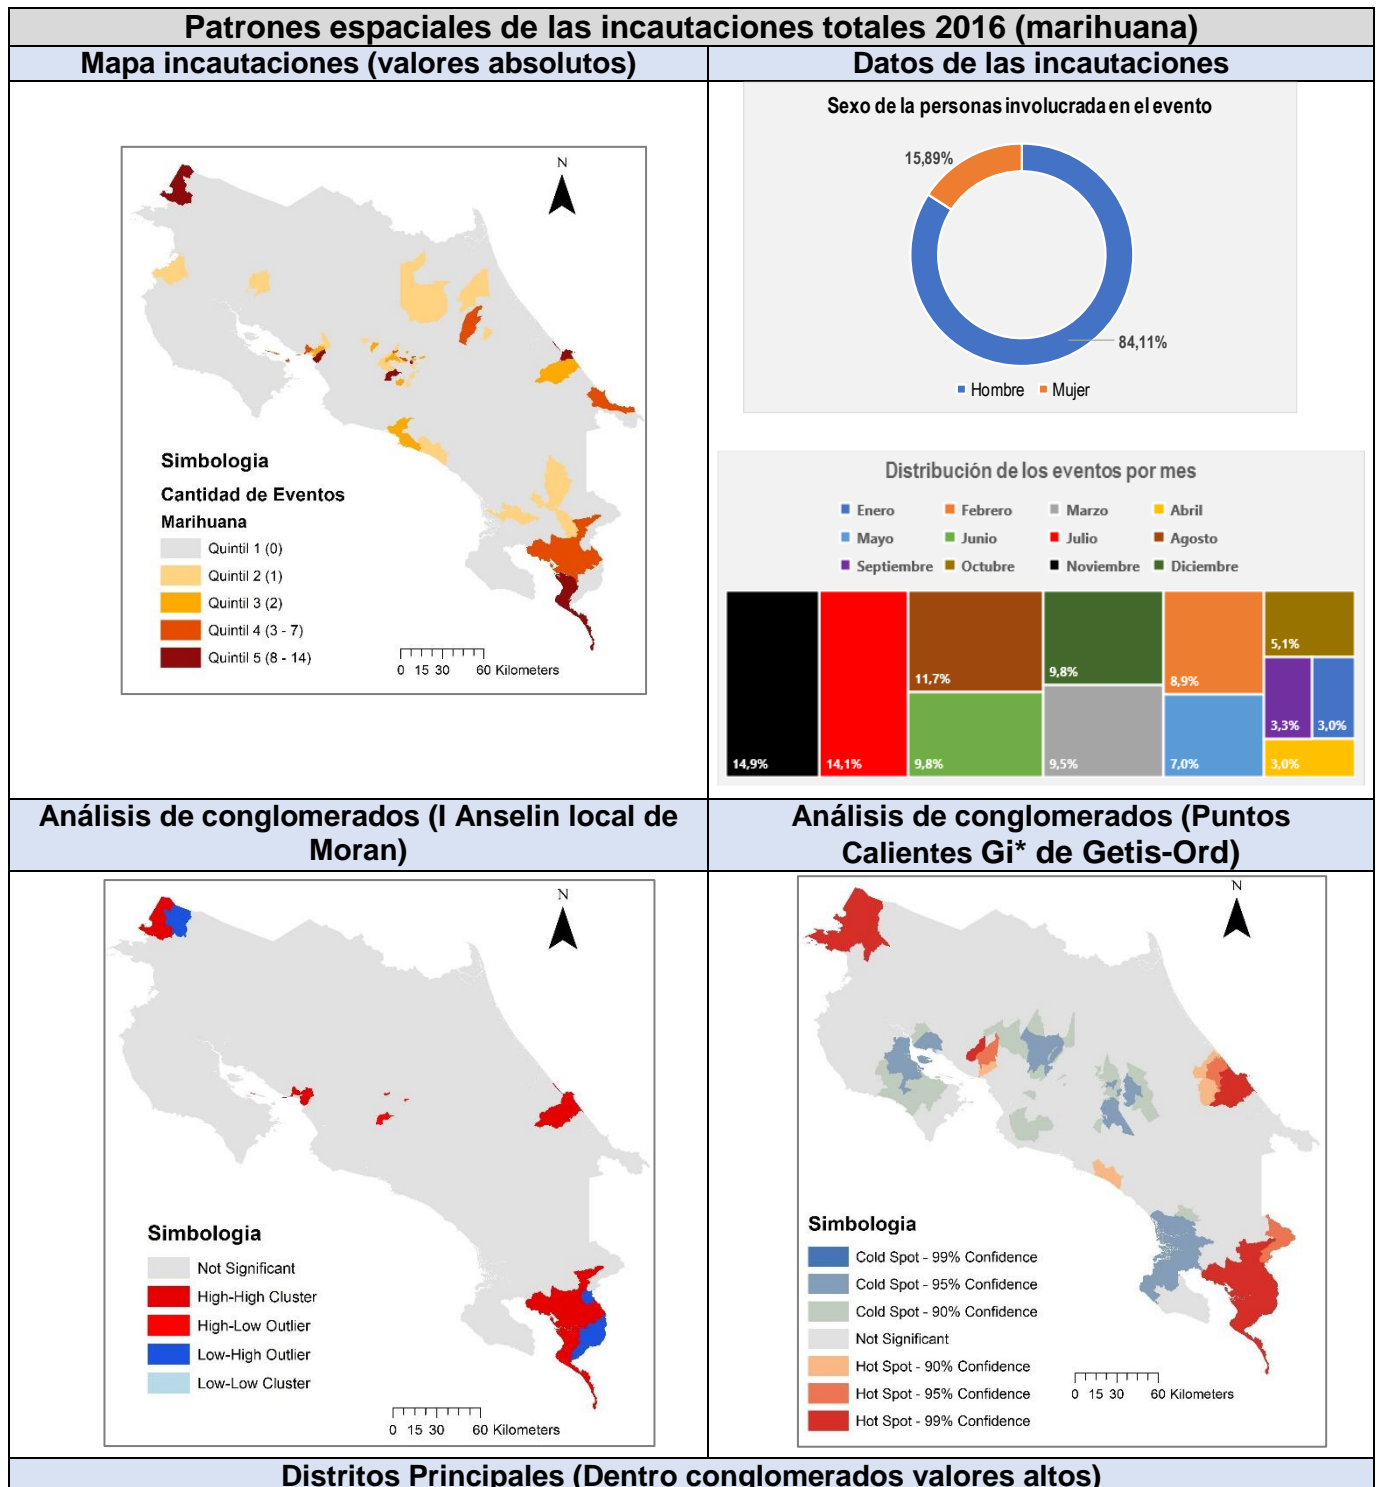 Patrones espaciales de las incautaciones totales 2016 (marihuana)
Mapa incautaciones (valores absolutos)
Datos de las incautaciones
N
Simbologia
Cantidad de Eventos
Marihuana
Quintil 1 (0)
Quintil 2 (1)
Quintil 3 (2)
Quintil 4 (3 - 7)
Quintil 5 (8 - 14)
0 15 30 60 Kilometers
Sexo de la personas involucrada en el evento
15,89%
84,11%
Hombre Mujer
Distribución de los eventos por mes
Enero Febrero Marzo Abril
Mayo Junio Julio Agosto
Septiembre Octubre Noviembre Diciembre
14,9%
14,1%
11,7%
9,8%
9,8%
9,5%
8,9%
7,0%
5,1%
3,3%
3,0%
3,0%
Análisis de conglomerados (I Anselin local de
Moran)
Análisis de conglomerados (Puntos
Calientes Gi* de Getis-Ord)
N
Simbologia
Not Significant
High-High Cluster
High-Low Outlier
Low-High Outlier
Low-Low Cluster
0 15 30 60 Kilometers
N
Simbologia
Cold Spot - 99% Confidence
Cold Spot - 95% Confidence
Cold Spot - 90% Confidence
Not Significant
Hot Spot - 90% Confidence
Hot Spot - 95% Confidence
Hot Spot - 99% Confidence
0 15 30 60 Kilometers
Distritos Principales (Dentro conglomerados valores altos)